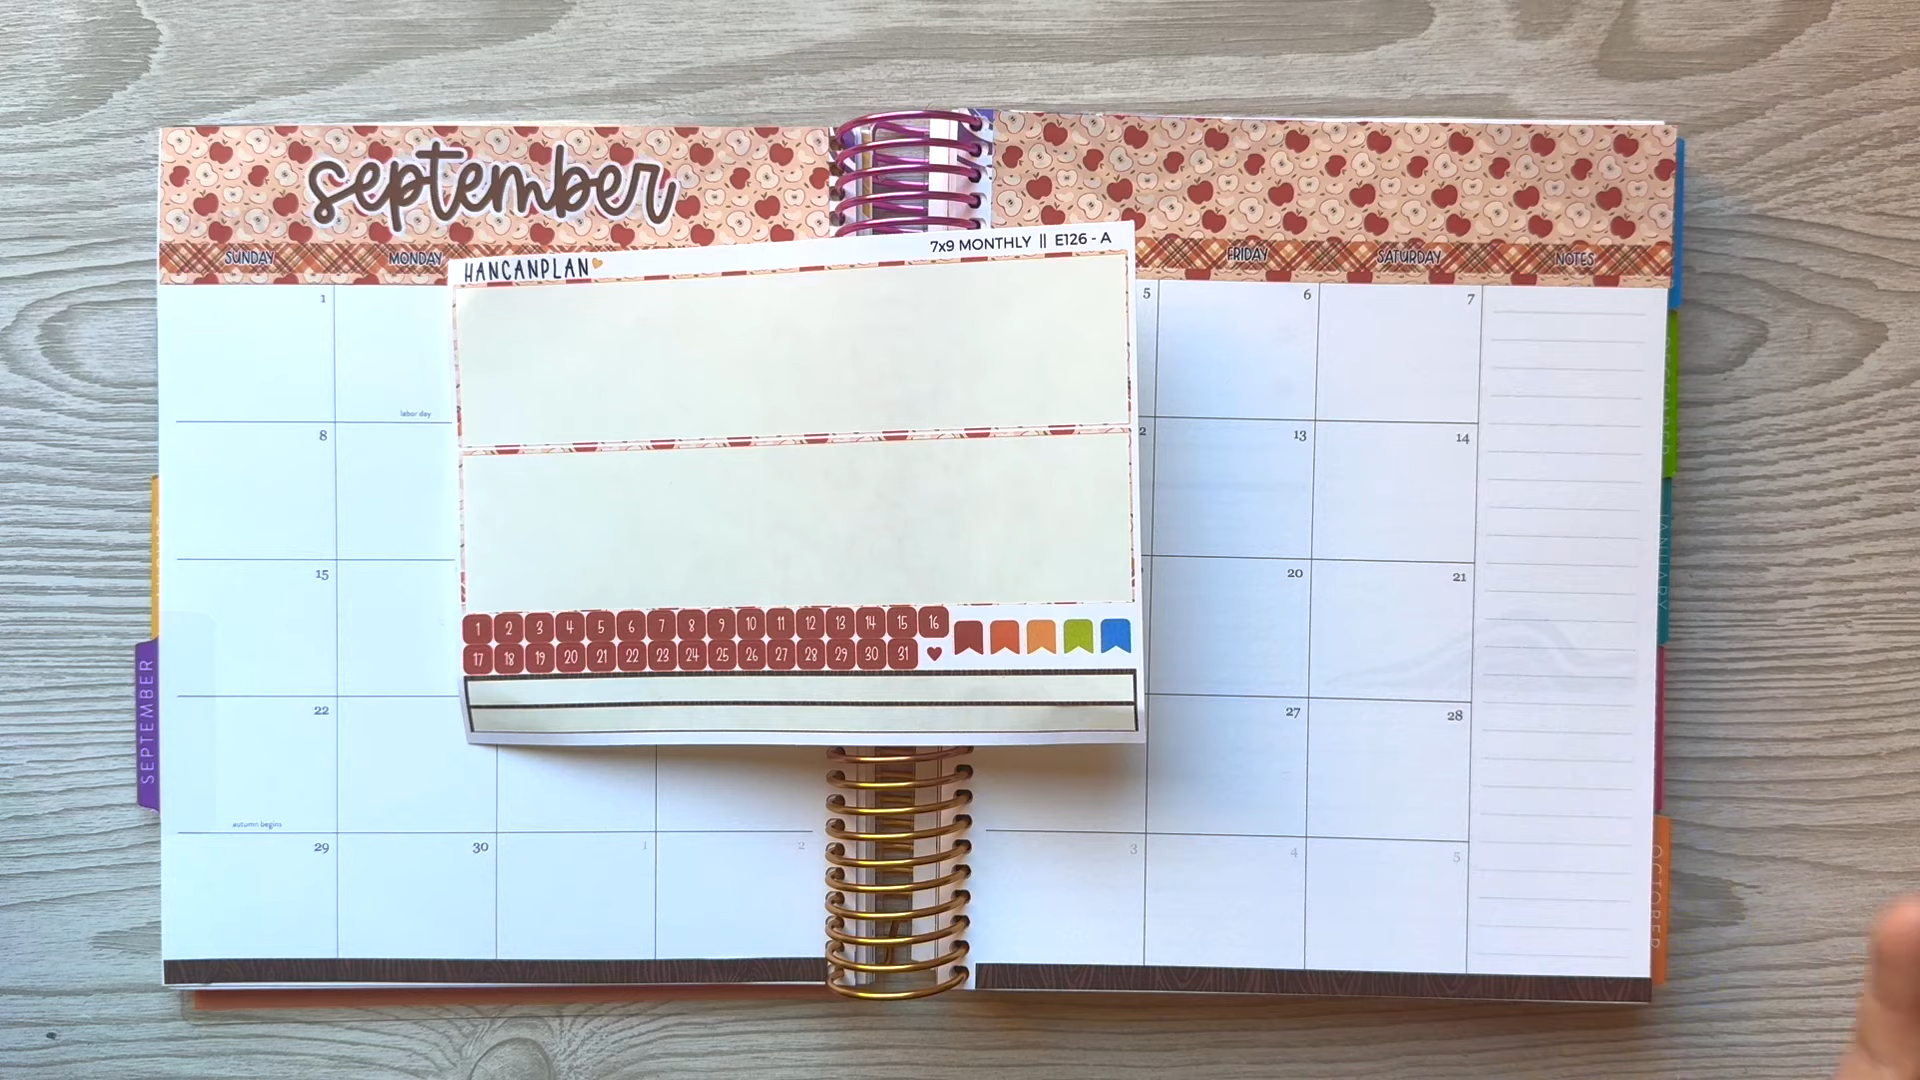 september
SUNDAY MONDAY FRIDAY SATURDAY NOTES
HANCANPLAN 7x9 MONTHLY || E126 - A
1 5 6 7
labor day
8 2 13 14
15 20 21
1 2 3 4 5 6 7 8 9 10 11 12 13 14 15 16
17 18 19 20 21 22 23 24 25 26 27 28 29 30 31
22 27 28
autumn begins
29 30 1 2 3 4 5
SEPTEMBER
DECEMBER
JANUARY
OCTOBER